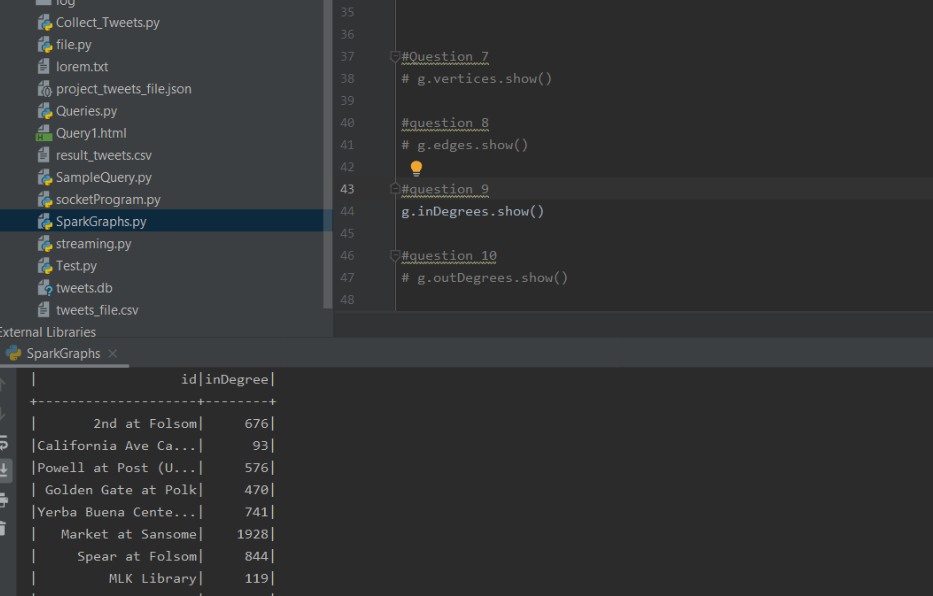 log
Collect_Tweets.py
file.py
lorem.txt
project_tweets_file.json
Queries.py
Query1.html
result_tweets.csv
SampleQuery.py
socketProgram.py
SparkGraphs.py
streaming.py
Test.py
tweets.db
tweets_file.csv
External Libraries
35
36
37 #Question 7
38 # g.vertices.show()
39
40 #question 8
41 # g.edges.show()
42
43 #question 9
44 g.inDegrees.show()
45
46 #question 10
47 # g.outDegrees.show()
48
SparkGraphs
|                  id|inDegree|
+--------------------+--------+
|       2nd at Folsom|     676|
|California Ave Ca...|      93|
|Powell at Post (U...|     576|
| Golden Gate at Polk|     470|
|Yerba Buena Cente...|     741|
|   Market at Sansome|    1928|
|     Spear at Folsom|     844|
|         MLK Library|     119|